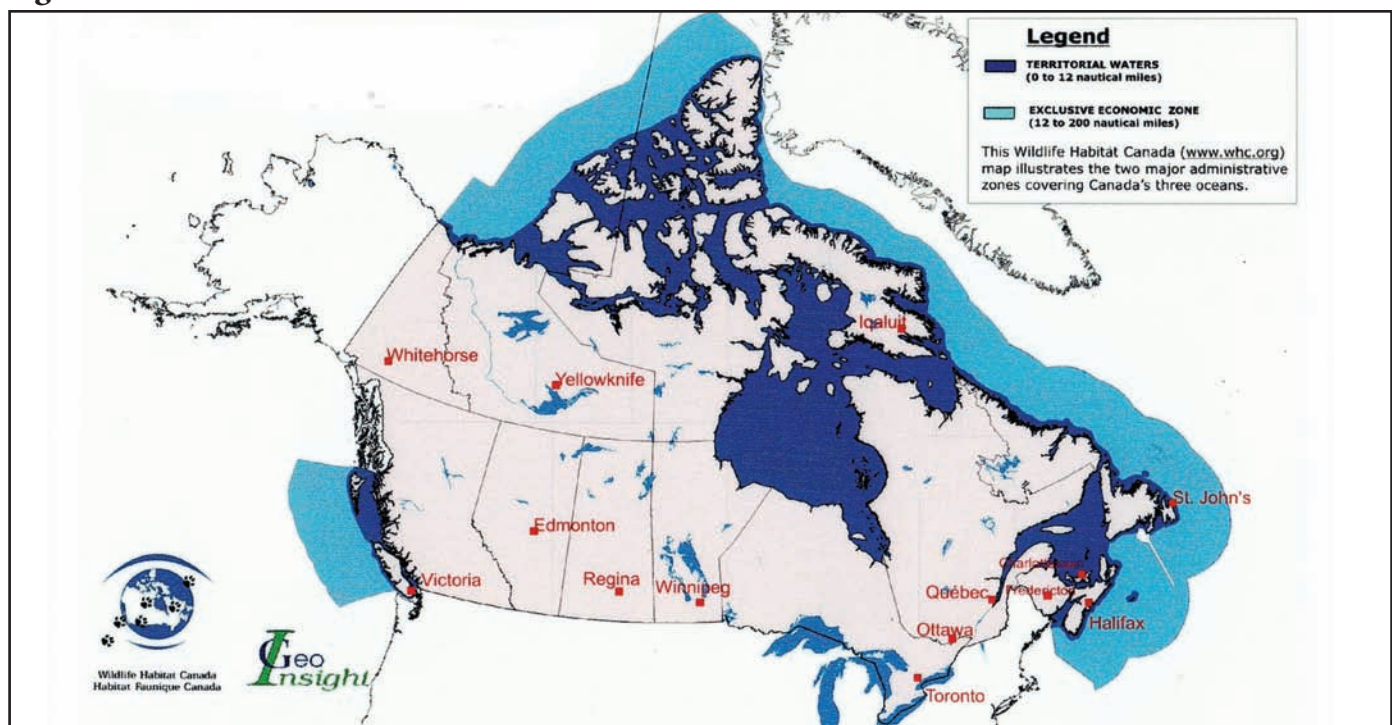 Legend
TERRITORIAL WATERS
(0 to 12 nautical miles)
EXCLUSIVE ECONOMIC ZONE
(12 to 200 nautical miles)
This Wildlife Habitat Canada (www.whc.org)
map illustrates the two major administrative
zones covering Canada's three oceans.
Iqaluit
Whitehorse
Yellowknife
St. John's
Edmonton
Charlottetown
Victoria
Regina
Winnipeg
Québec
Fredericton
Halifax
Ottawa
Toronto
Wildlife Habitat Canada
Habitat Faunique Canada
Geo
Insight